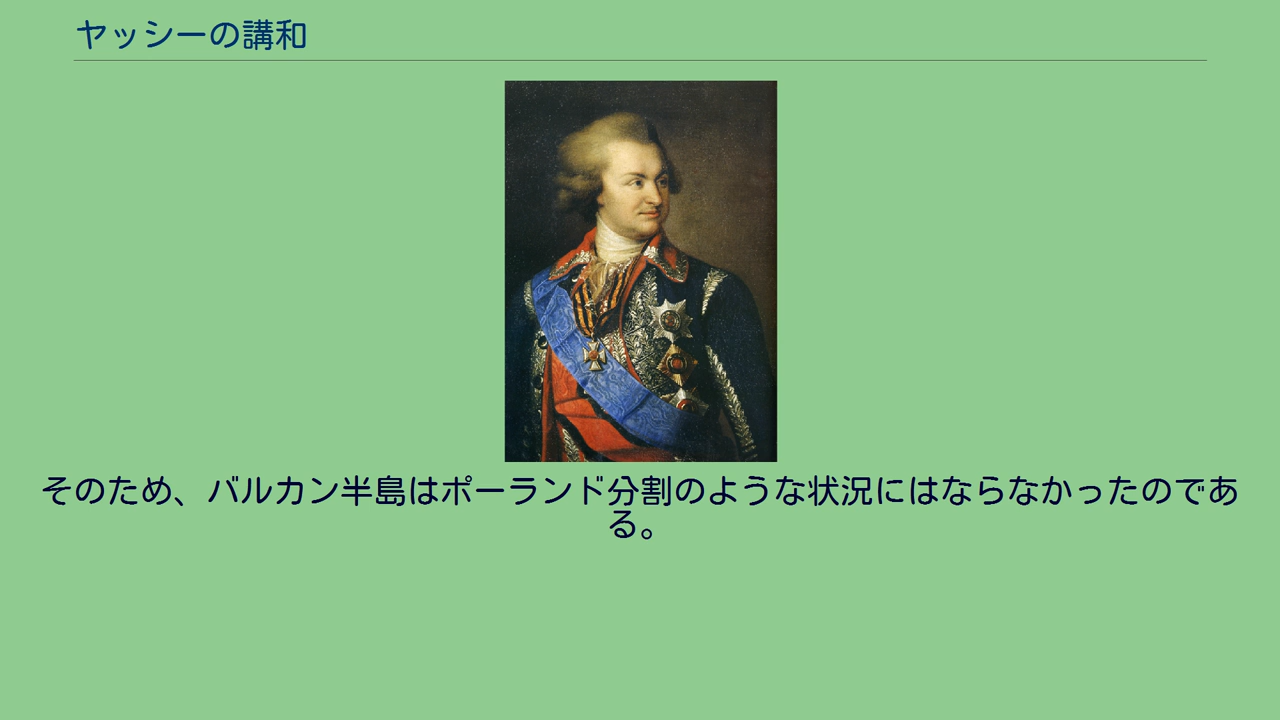 ヤッシーの講和
そのため、バルカン半島はポーランド分割のような状況にはならなかったのであ
る。